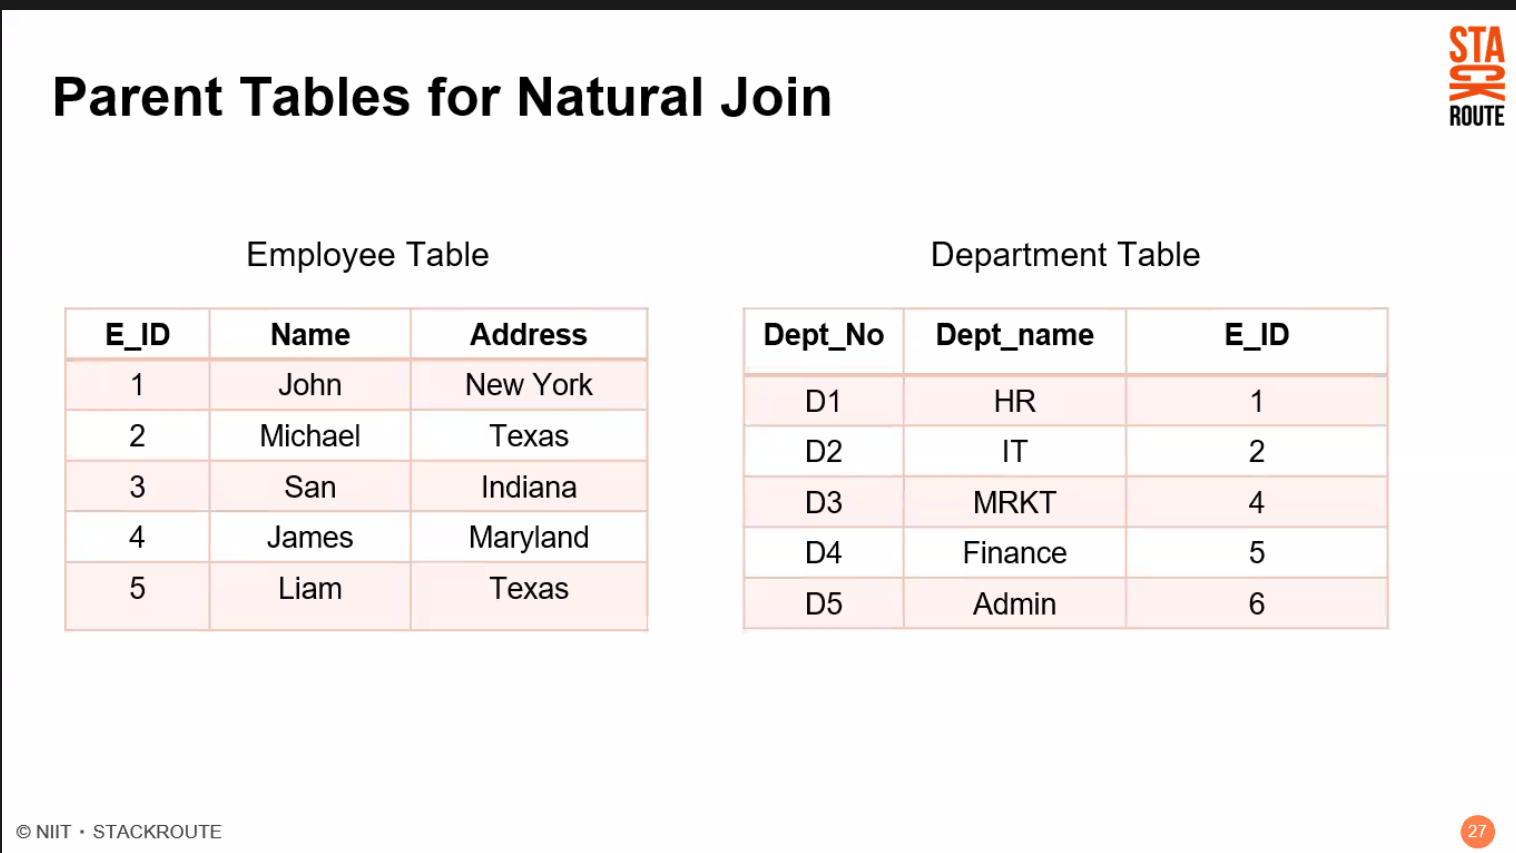 STA
CK
ROUTE
Parent Tables for Natural Join
Employee Table
E_ID Name Address
1 John New York
2 Michael Texas
3 San Indiana
4 James Maryland
5 Liam Texas
Department Table
Dept_No Dept_name E_ID
D1 HR 1
D2 IT 2
D3 MRKT 4
D4 Finance 5
D5 Admin 6
© NIIT • STACKROUTE
27